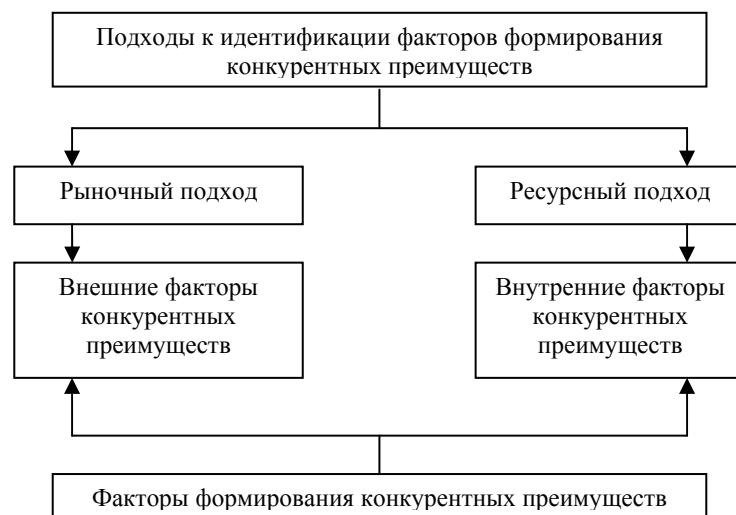 Подходы к идентификации факторов формирования
конкурентных преимуществ
Рыночный подход
Ресурсный подход
Внешние факторы
конкурентных
преимуществ
Внутренние факторы
конкурентных
преимуществ
Факторы формирования конкурентных преимуществ